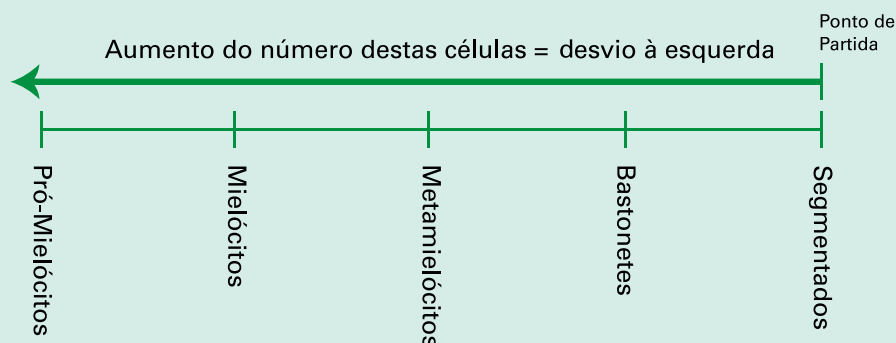 Ponto de
Partida
Aumento do número destas células = desvio à esquerda
Pró-Mielócitos
Mielócitos
Metamielócitos
Bastonetes
Segmentados